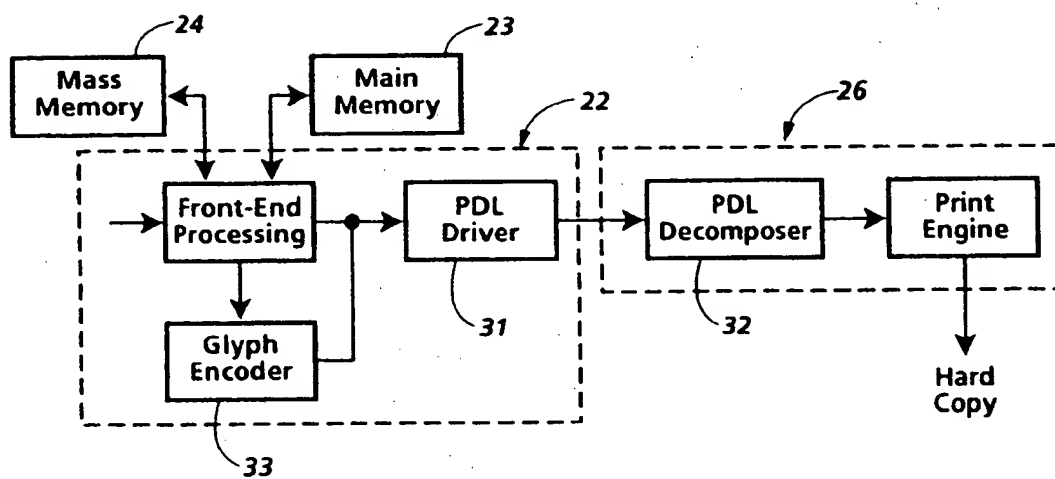 24
23
Mass
Memory
Main
Memory
22
26
Front-End
Processing
PDL
Driver
PDL
Decomposer
Print
Engine
31
32
Glyph
Encoder
Hard
Copy
33